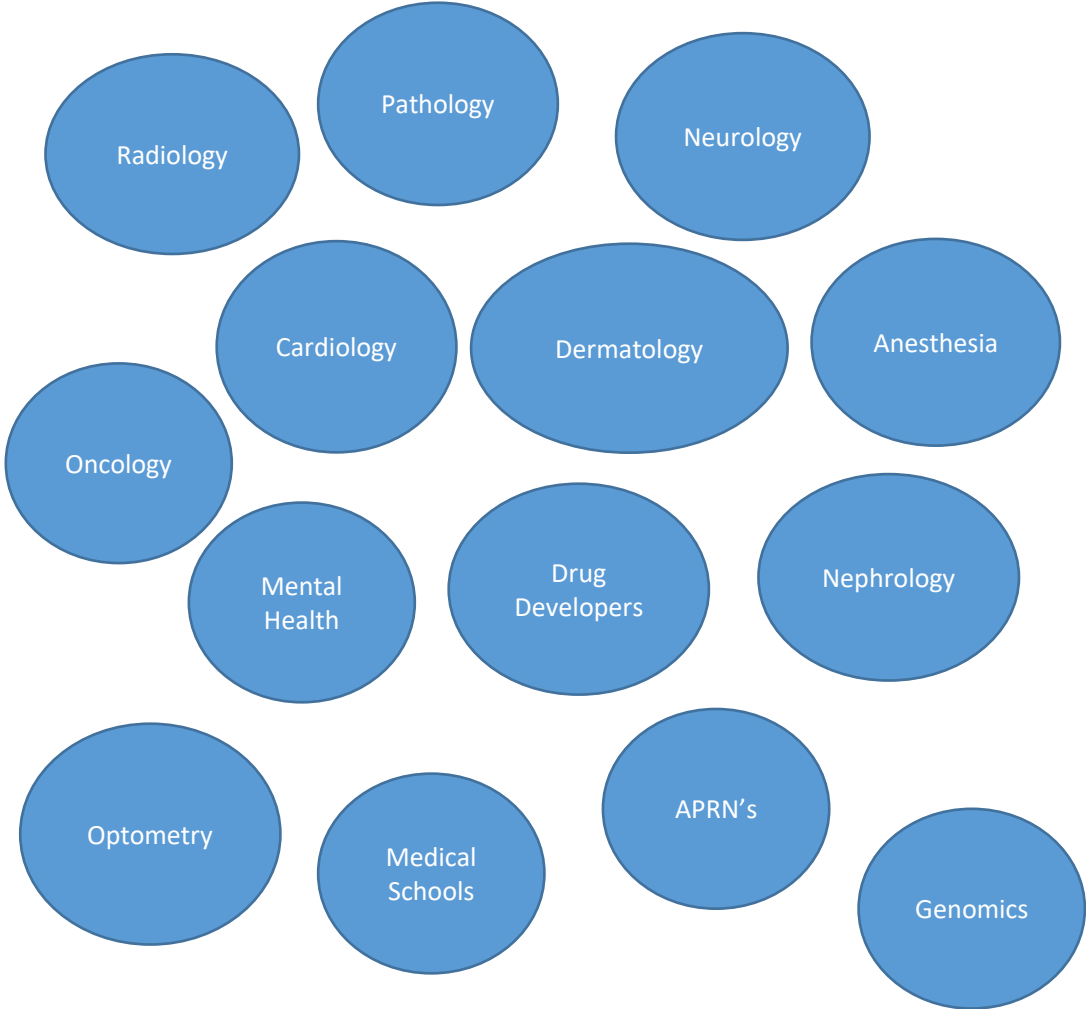 Pathology
Neurology
Radiology
Cardiology
Dermatology
Anesthesia
Oncology
Mental
Health
Drug
Developers
Nephrology
Optometry
Medical
Schools
APRN’s
Genomics